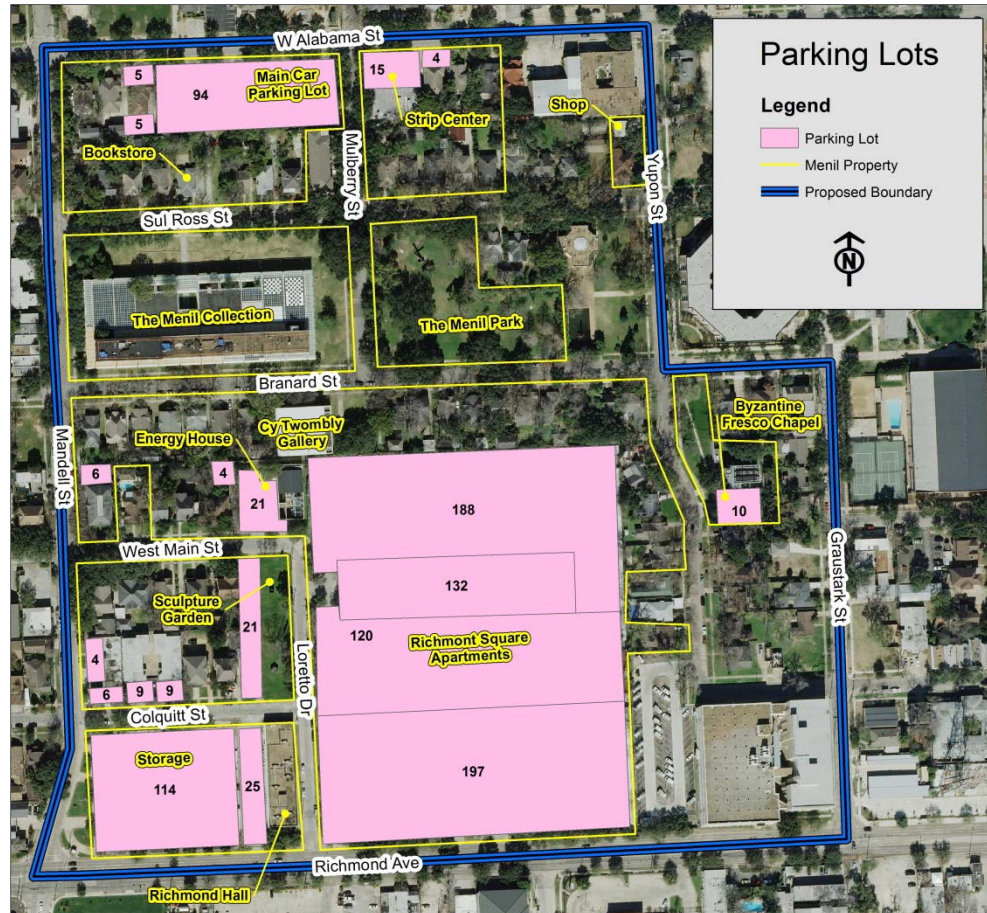 W Alabama St
Parking Lots
Legend
Parking Lot
Menil Property
Proposed Boundary
N
5
94
Main Car
Parking Lot
5
Bookstore
15
4
Strip Center
Shop
Mulberry St
Yupon St
Sul Ross St
The Menil Collection
The Menil Park
Branard St
Mandell St
Energy House
Cy Twombly
Gallery
Byzantine
Fresco Chapel
6
4
21
188
10
West Main St
Graustark St
132
Sculpture
Garden
21
120
Richmont Square
Apartments
Loretto Dr
4
6
9
9
Colquitt St
Storage
114
25
197
Richmond Ave
Richmond Hall